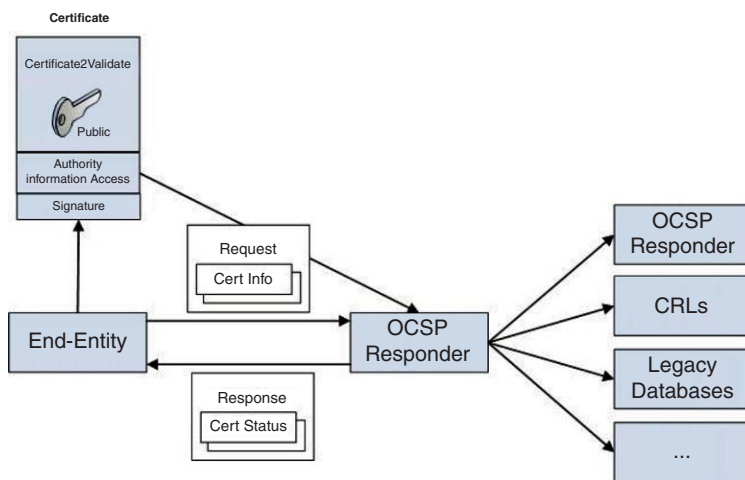 Certificate
Certificate2Validate
Public
Authority
information Access
Signature
Request
Cert Info
End-Entity
OCSP
Responder
Response
Cert Status
OCSP
Responder
CRLs
Legacy
Databases
...